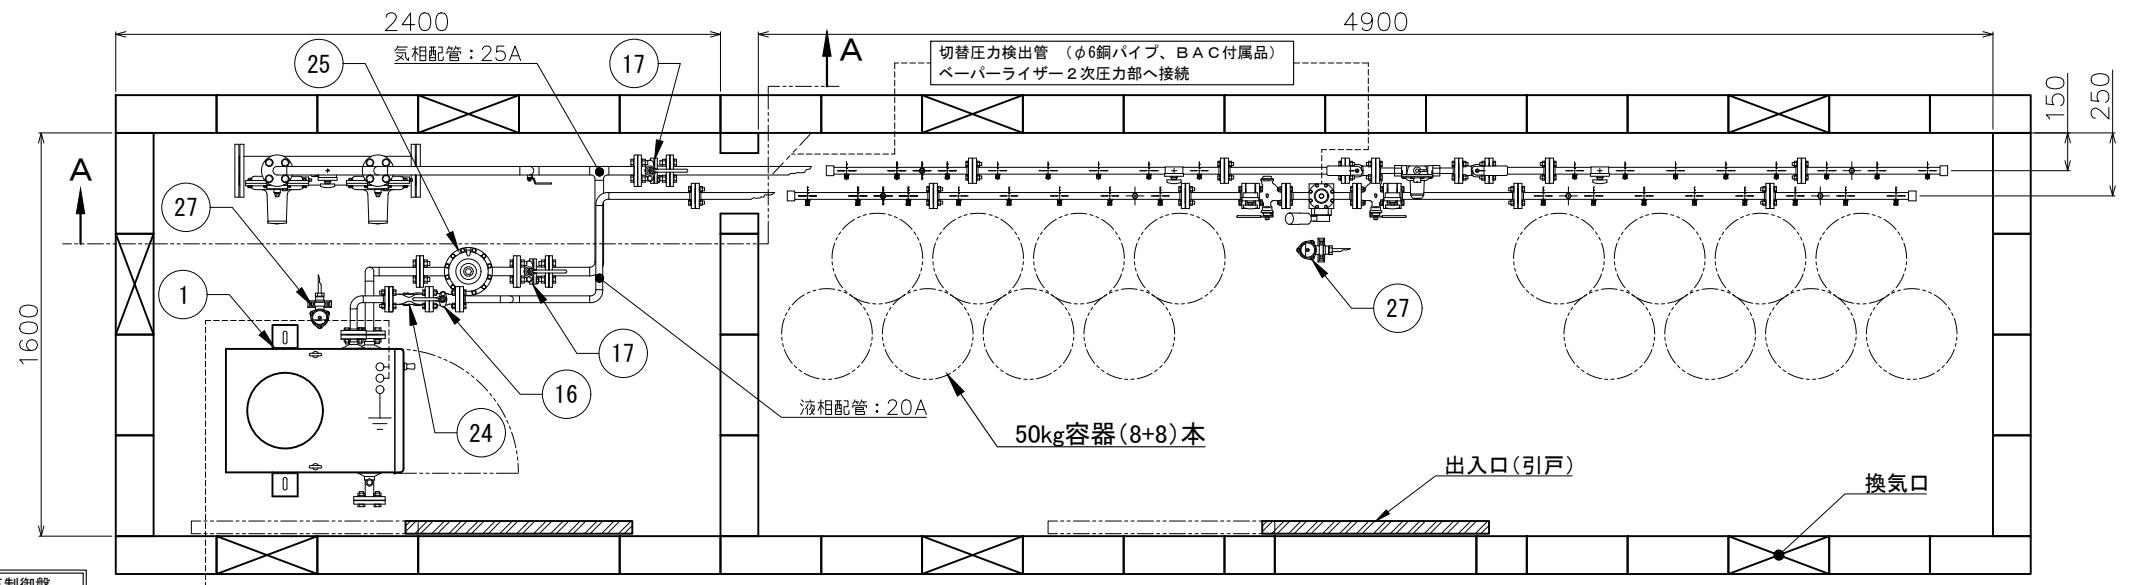 2400
4900
気相配管：25A
25
17
A
切替圧力検出管 （φ6銅パイプ、ＢＡＣ付属品）
ベーパーライザー２次圧力部へ接続
150
250
A
27
1
1600
27
17
16
24
液相配管：20A
50kg容器(8+8)本
出入口(引戸)
換気口
制御盤